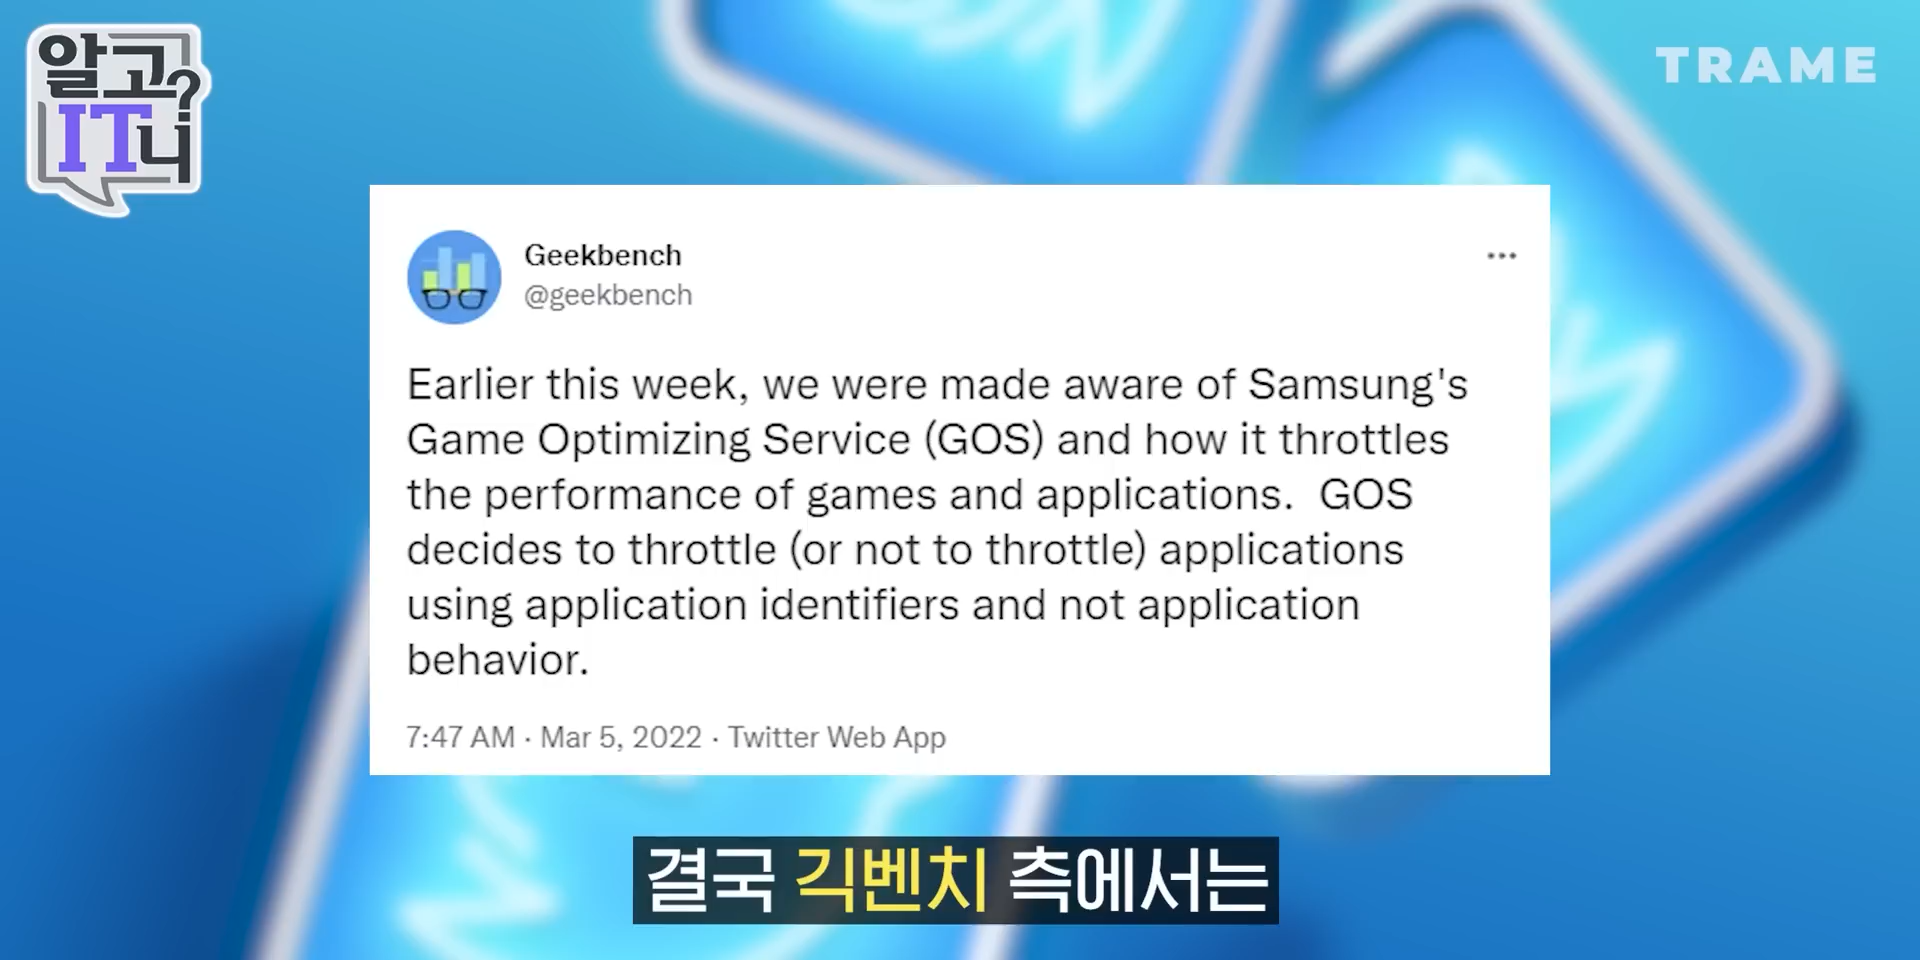 알고?
IT니
TRAME
Geekbench
@geekbench
Earlier this week, we were made aware of Samsung's
Game Optimizing Service (GOS) and how it throttles
the performance of games and applications.  GOS
decides to throttle (or not to throttle) applications
using application identifiers and not application
behavior.
7:47 AM · Mar 5, 2022 · Twitter Web App
결국 긱벤치 측에서는